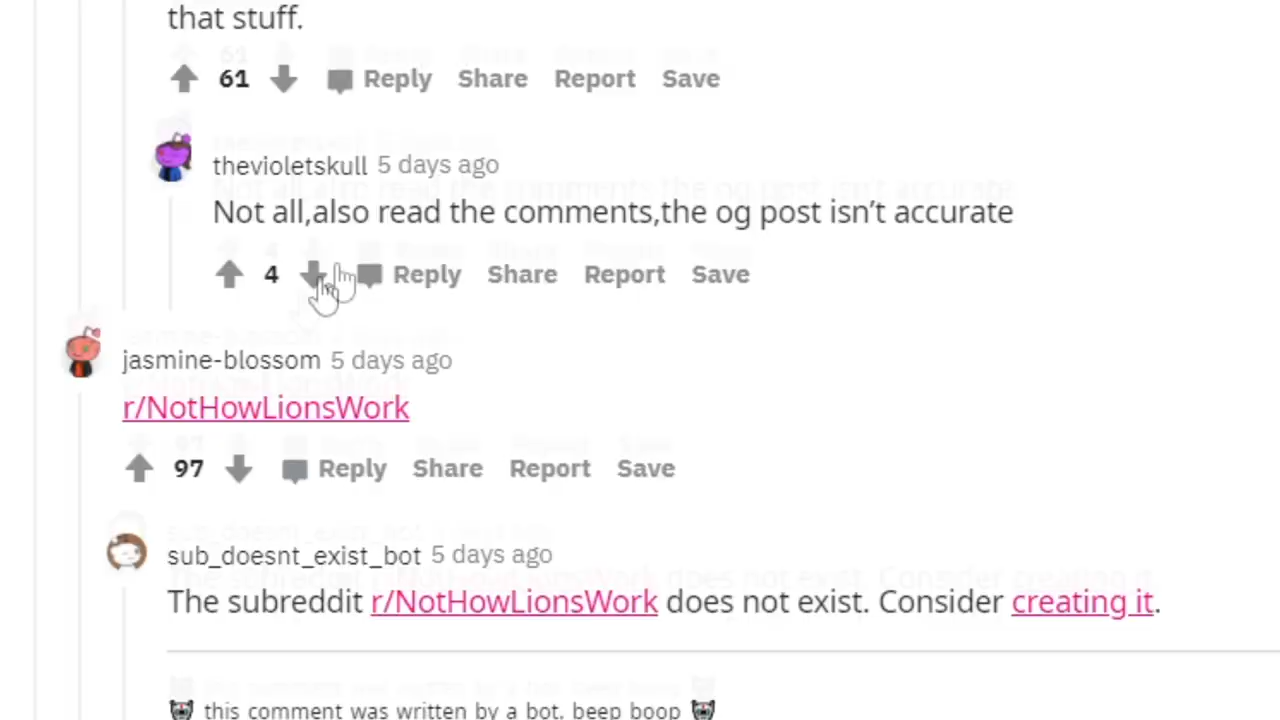 that stuff.
61 Reply Share Report Save
thevioletskull 5 days ago
Not all,also read the comments,the og post isn’t accurate
4 Reply Share Report Save
jasmine-blossom 5 days ago
r/NotHowLionsWork
97 Reply Share Report Save
sub_doesnt_exist_bot 5 days ago
The subreddit r/NotHowLionsWork does not exist. Consider creating it.
this comment was written by a bot. beep boop